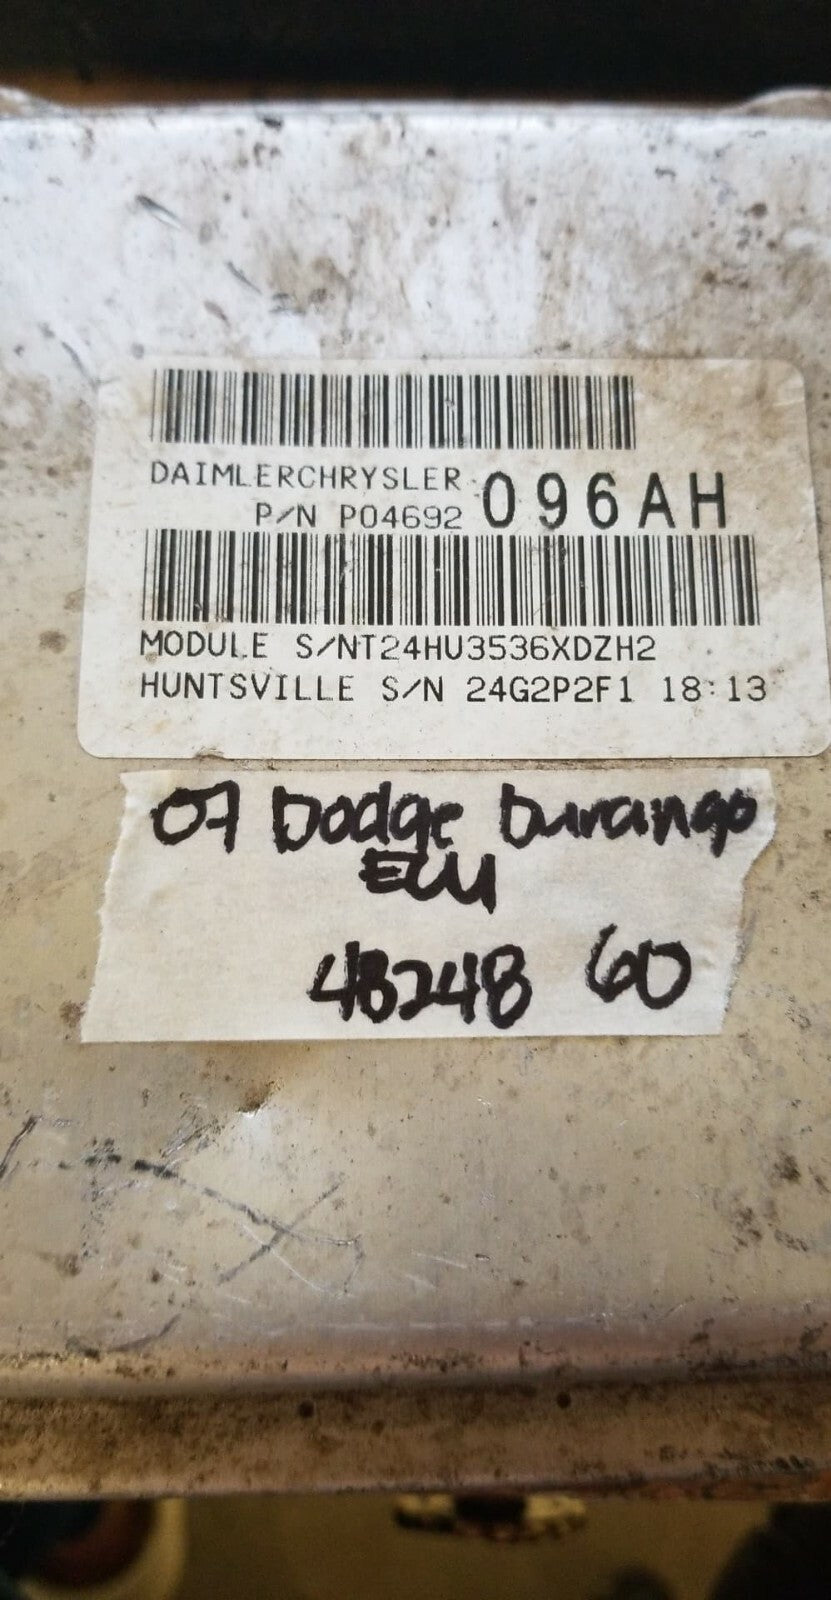 DAIMLERCHRYSLER
P/N P04692 096AH
MODULE S/NT24HU3536XDZH2
HUNTSVILLE S/N 24G2P2F1 18:13
07 Dodge Durango
ECU
48248 60